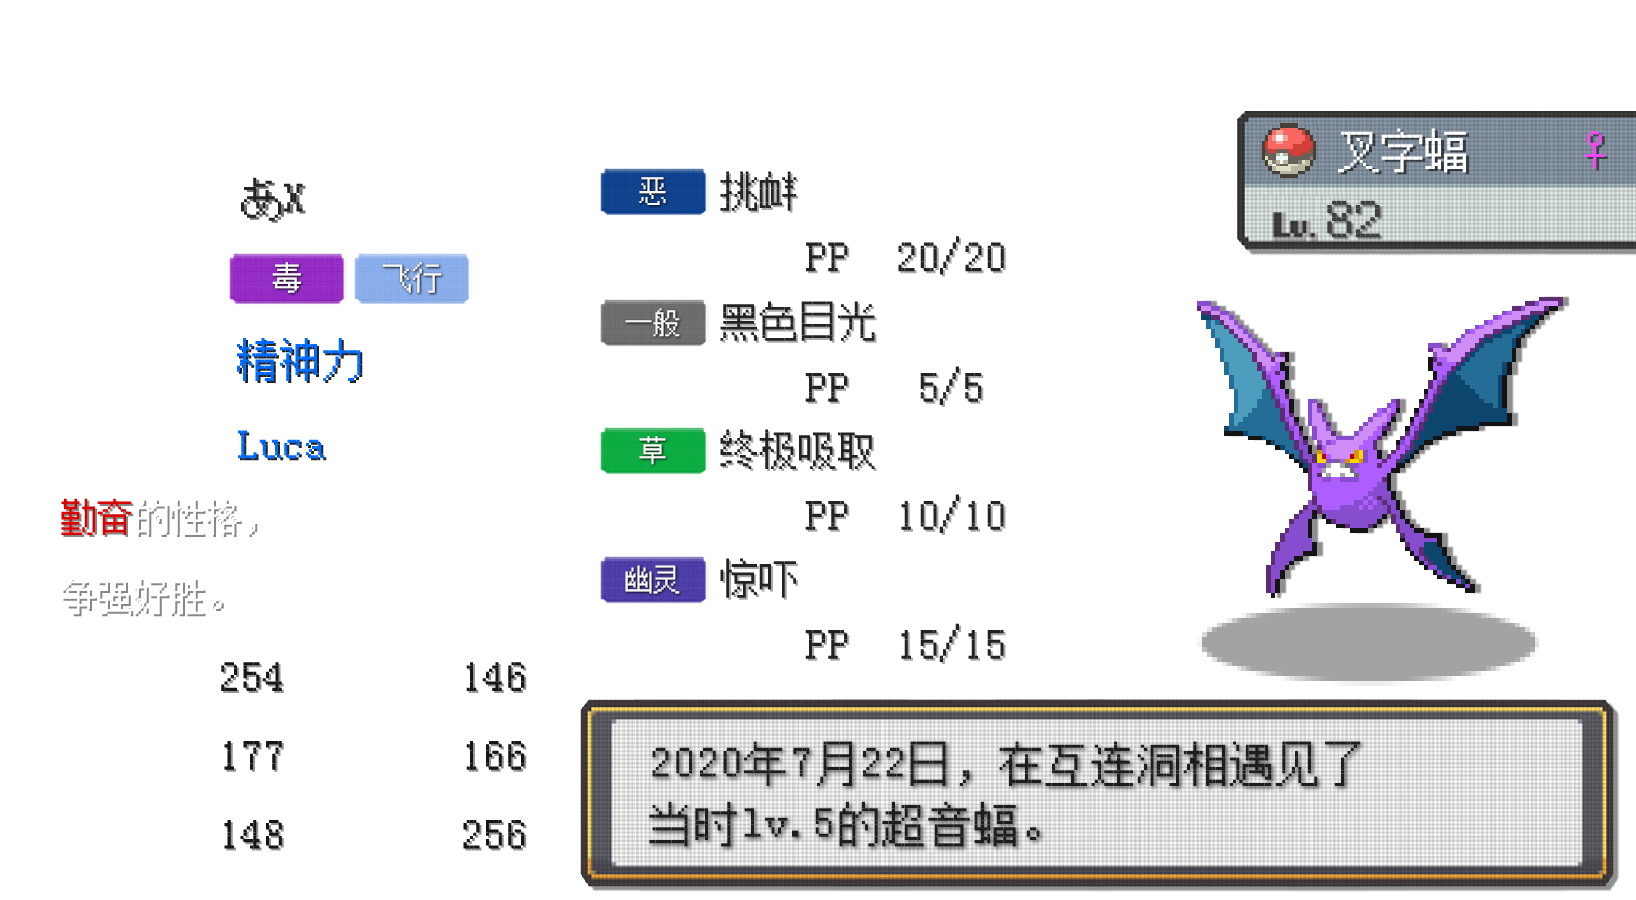 あX
毒 飞行
精神力
Luca
勤奋的性格，
争强好胜。
254 146
177 166
148 256
恶 挑衅
PP 20/20
一般 黑色目光
PP 5/5
草 终极吸取
PP 10/10
幽灵 惊吓
PP 15/15
叉字蝠 ♀
Lv.82
2020年7月22日，在互连洞相遇见了
当时lv.5的超音蝠。